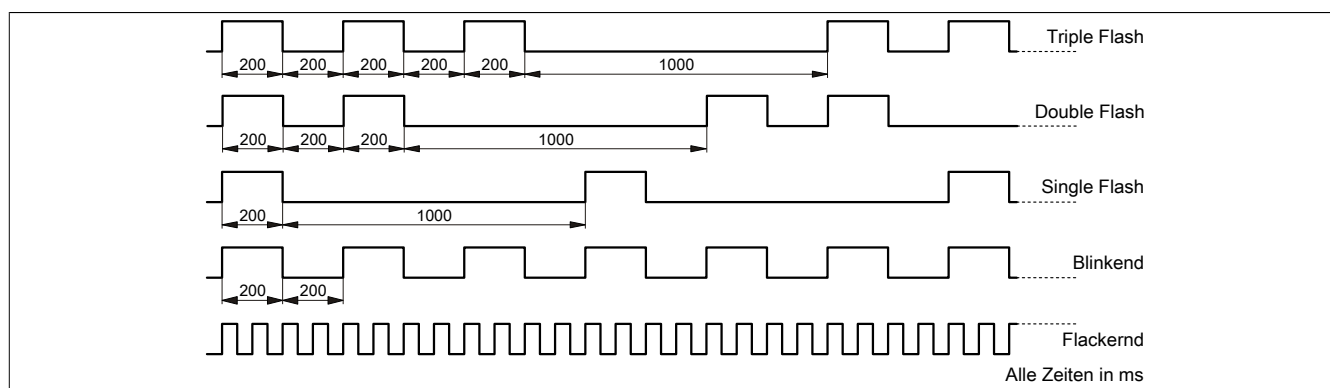 Triple Flash
200 200 200 200 200 1000
Double Flash
200 200 200 1000
Single Flash
200 1000
Blinkend
200 200
Flackernd
Alle Zeiten in ms